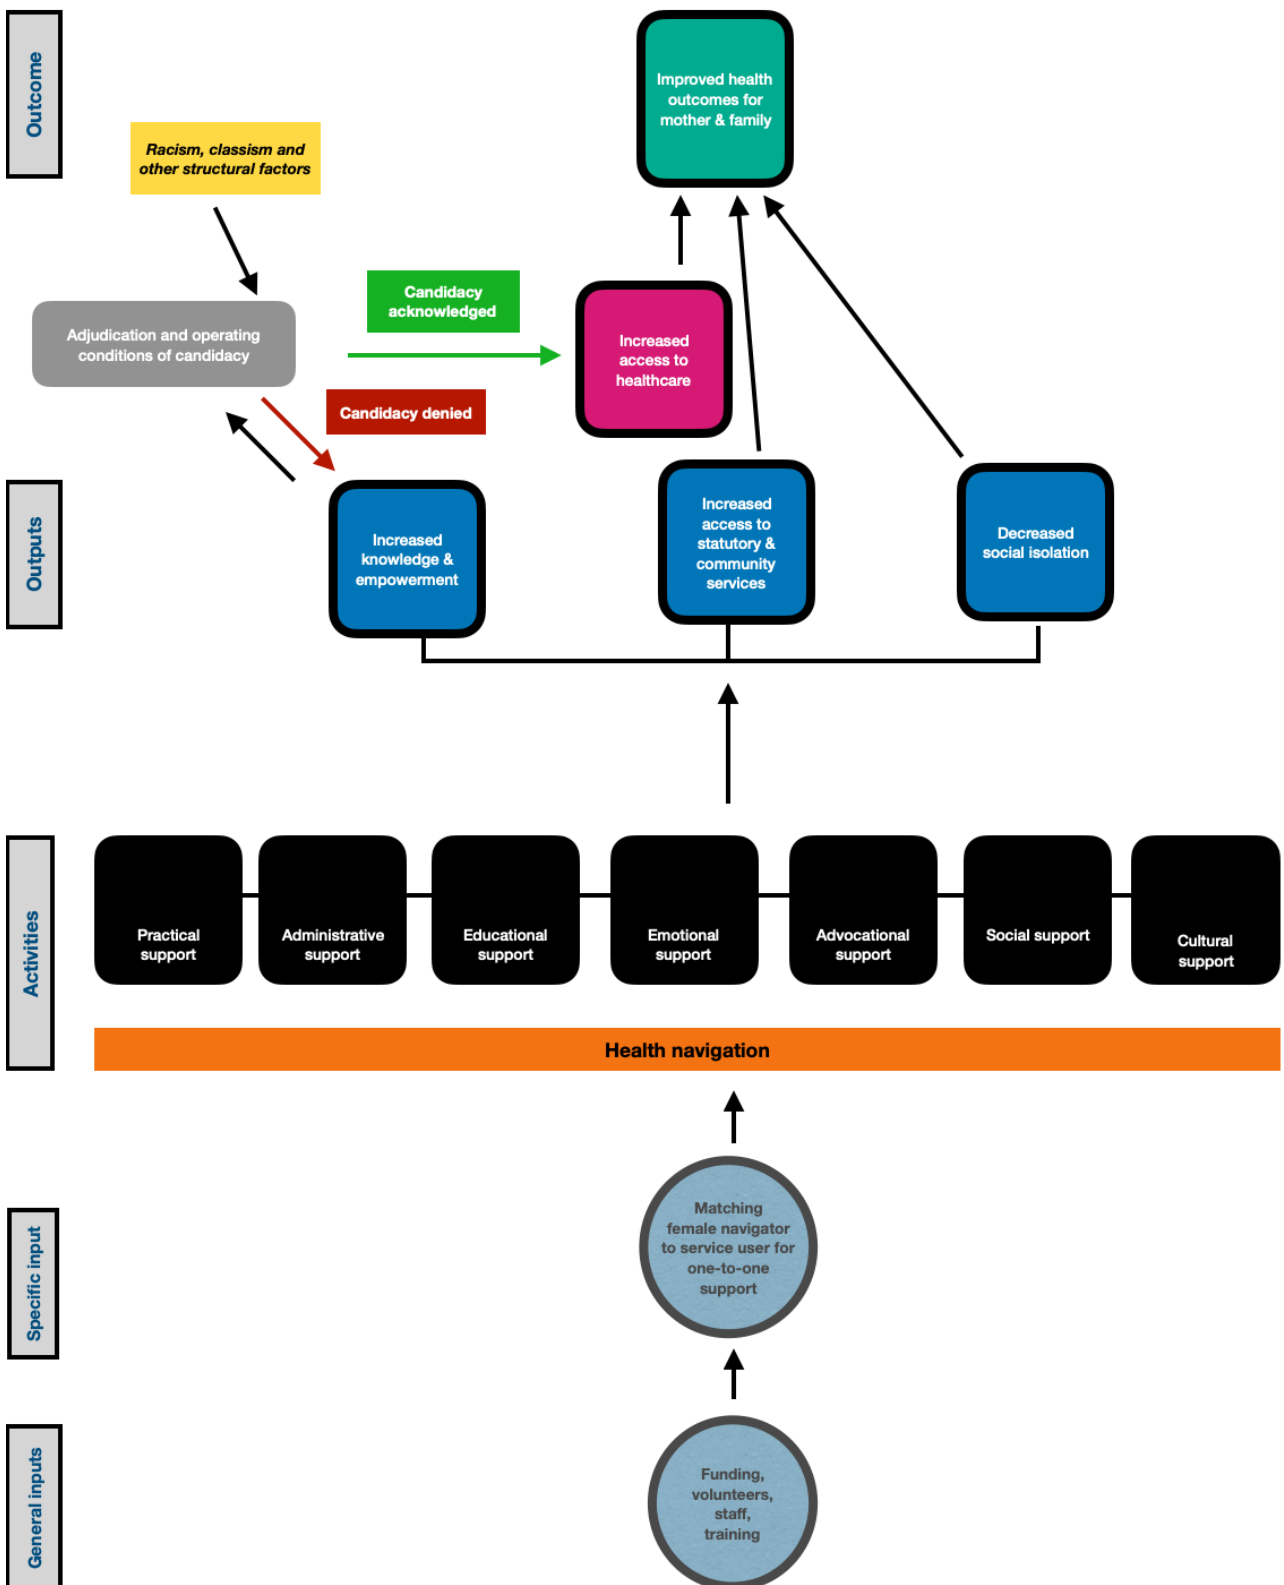 Outcome
Improved health
outcomes for
mother & family
Racism, classism and
other structural factors
Candidacy
acknowledged
Adjudication and operating
conditions of candidacy
Increased
access to
healthcare
Candidacy denied
Outputs
Increased
knowledge &
empowerment
Increased
access to
statutory &
community
services
Decreased
social isolation
Activities
Practical
support
Administrative
support
Educational
support
Emotional
support
Advocational
support
Social support
Cultural
support
Health navigation
Specific input
Matching
female navigator
to service user for
one-to-one
support
General inputs
Funding,
volunteers,
staff,
training